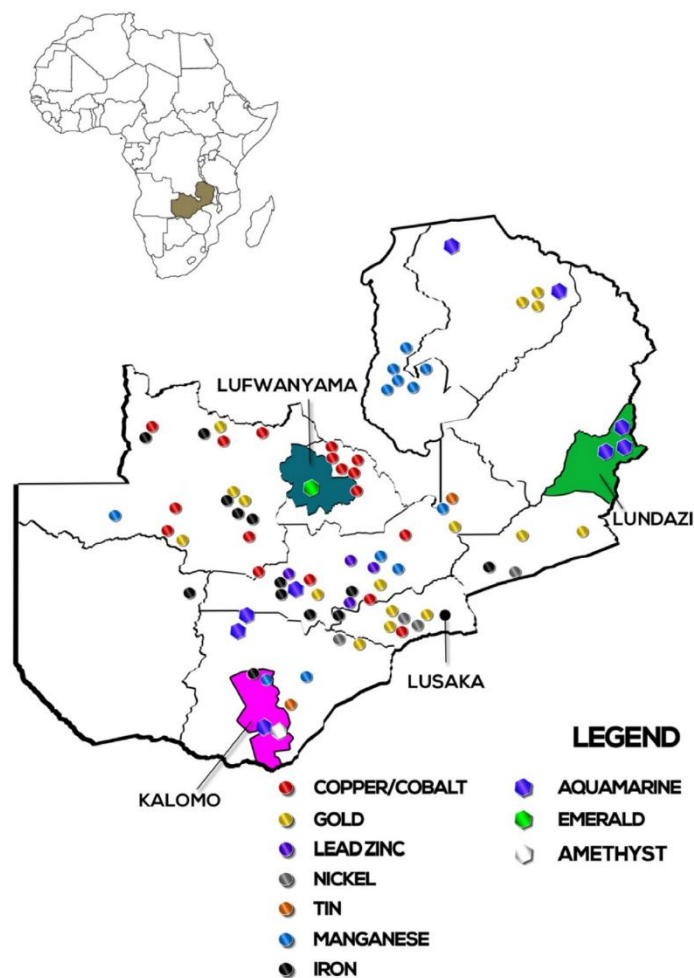 LUFWANYAMA
LUNDAZI
LUSAKA
KALOMO
LEGEND
COPPER/COBALT
GOLD
LEAD ZINC
NICKEL
TIN
MANGANESE
IRON
AQUAMARINE
EMERALD
AMETHYST